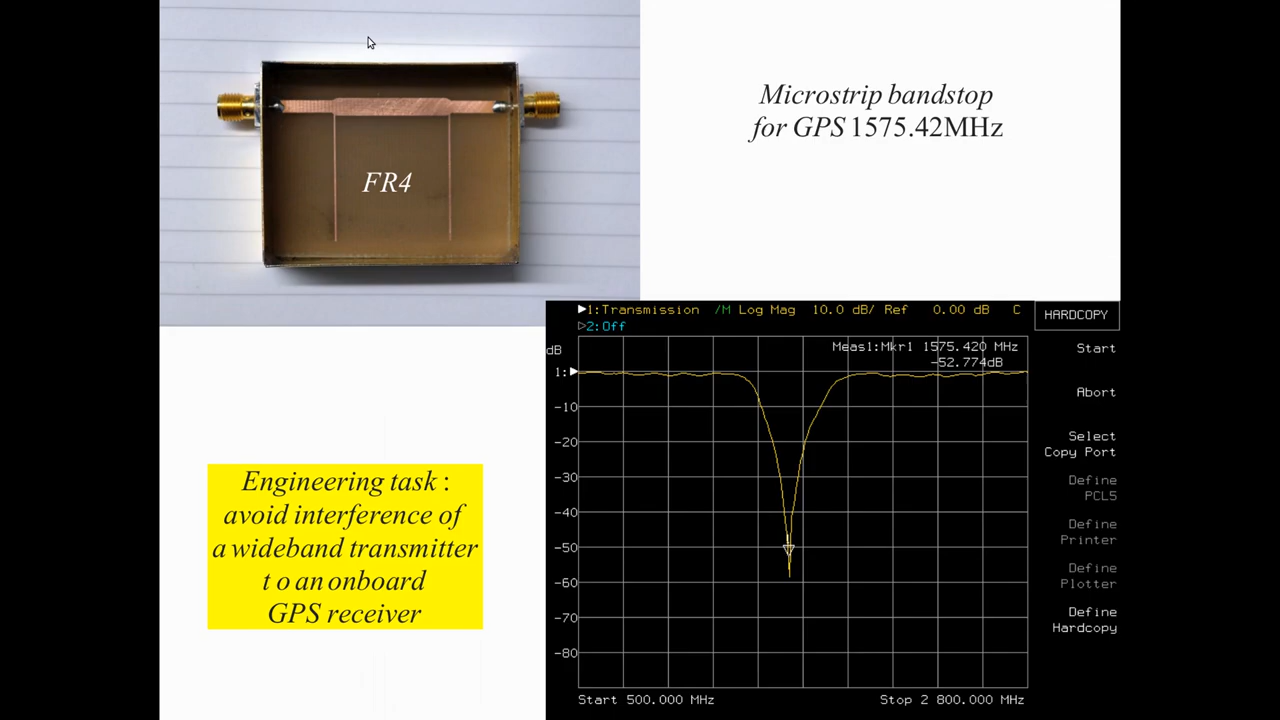 Microstrip bandstop
for GPS 1575.42MHz
FR4
1:Transmission /M Log Mag 10.0 dB/ Ref 0.00 dB C
2:Off
HARDCOPY
dB
Meas1:Mkr1 1575.420 MHz
-52.774dB
1:
-10
-20
-30
-40
-50
-60
-70
-80
Start 500.000 MHz
Stop 2 800.000 MHz
Start
Abort
Select
Copy Port
Define
PCL5
Define
Printer
Define
Plotter
Define
Hardcopy
Engineering task :
avoid interference of
a wideband transmitter
t o an onboard
GPS receiver